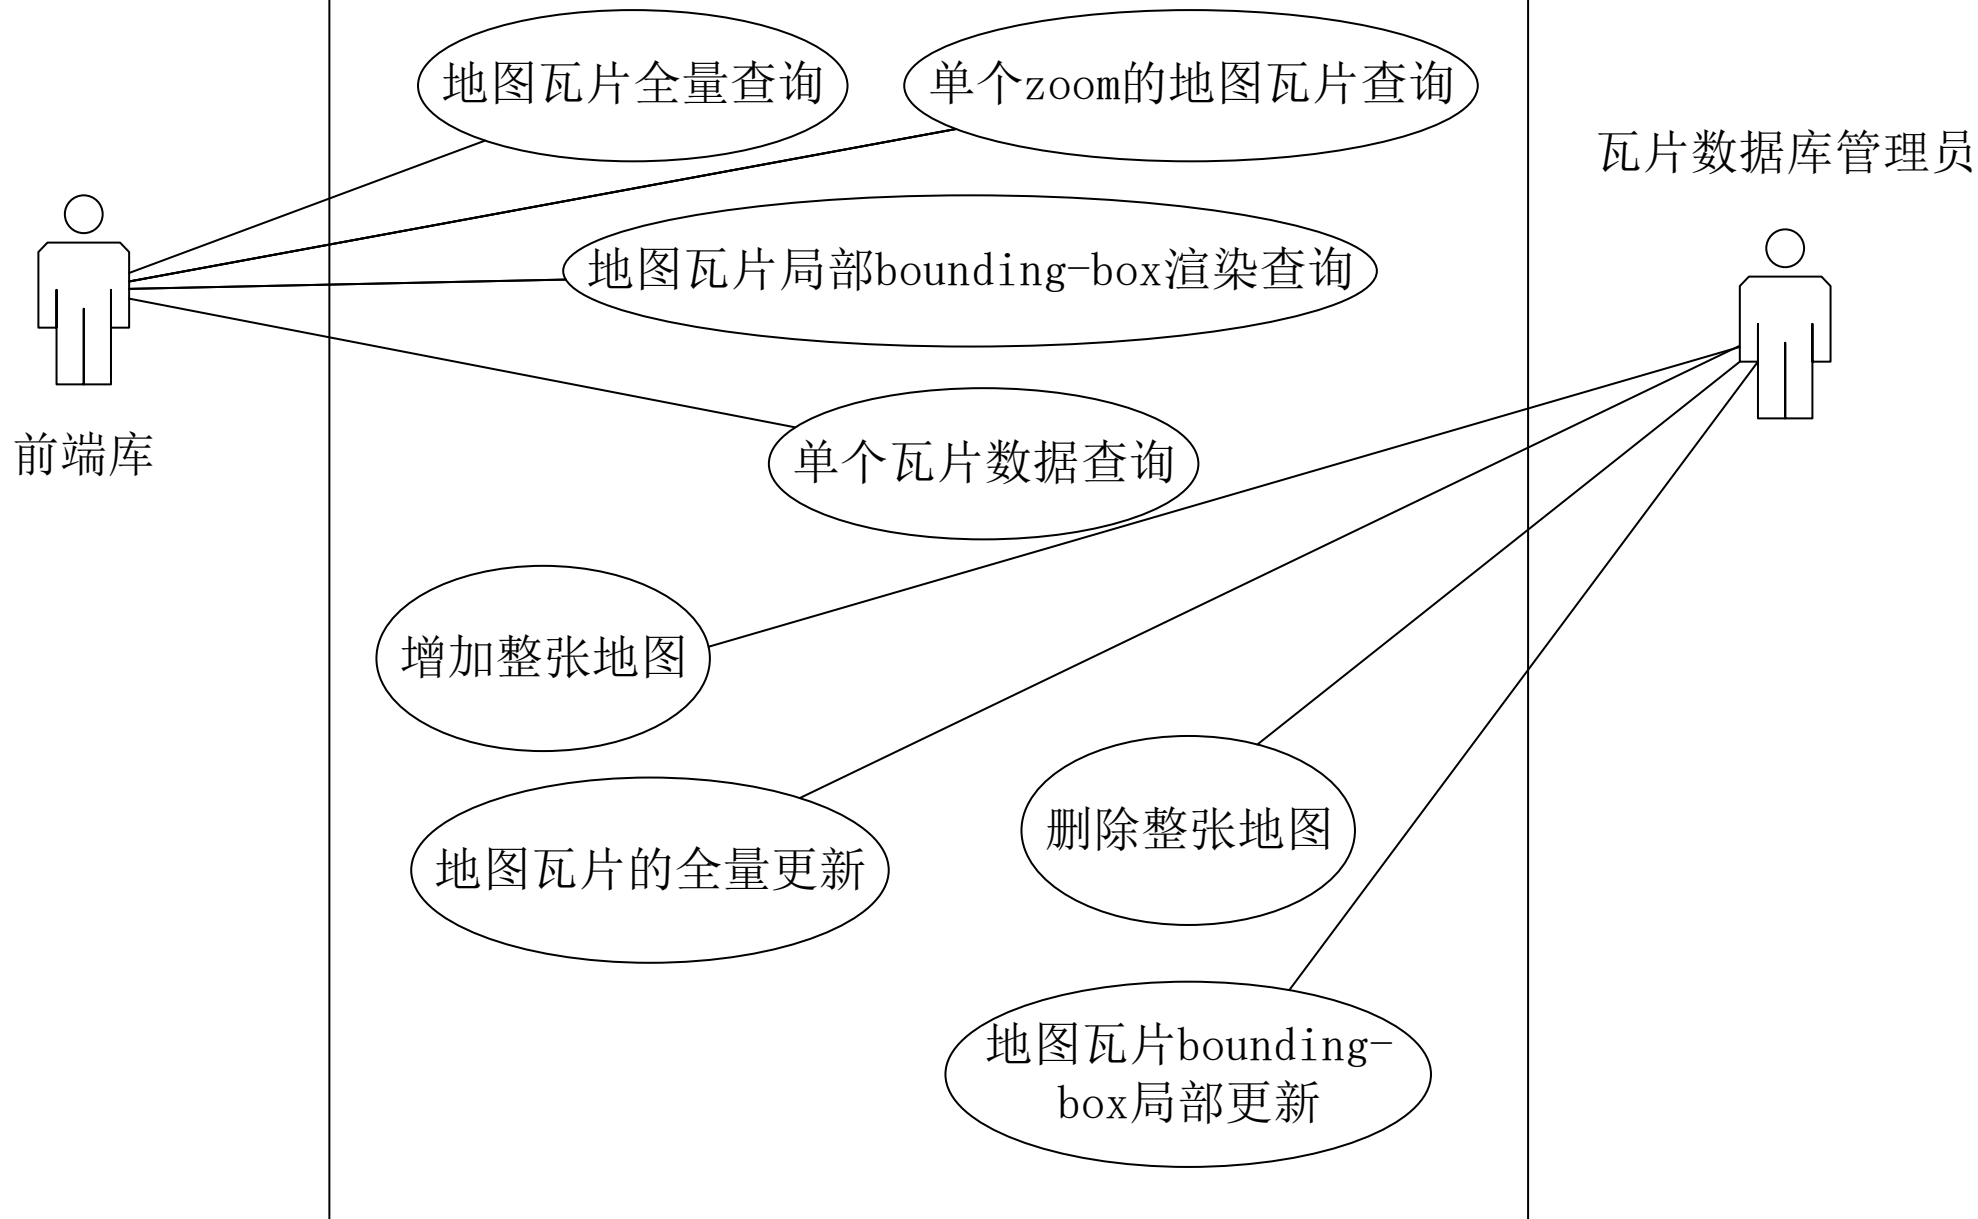 地图瓦片全量查询
单个zoom的地图瓦片查询
瓦片数据库管理员
地图瓦片局部bounding-box渲染查询
前端库
单个瓦片数据查询
增加整张地图
删除整张地图
地图瓦片的全量更新
地图瓦片bounding-
box局部更新